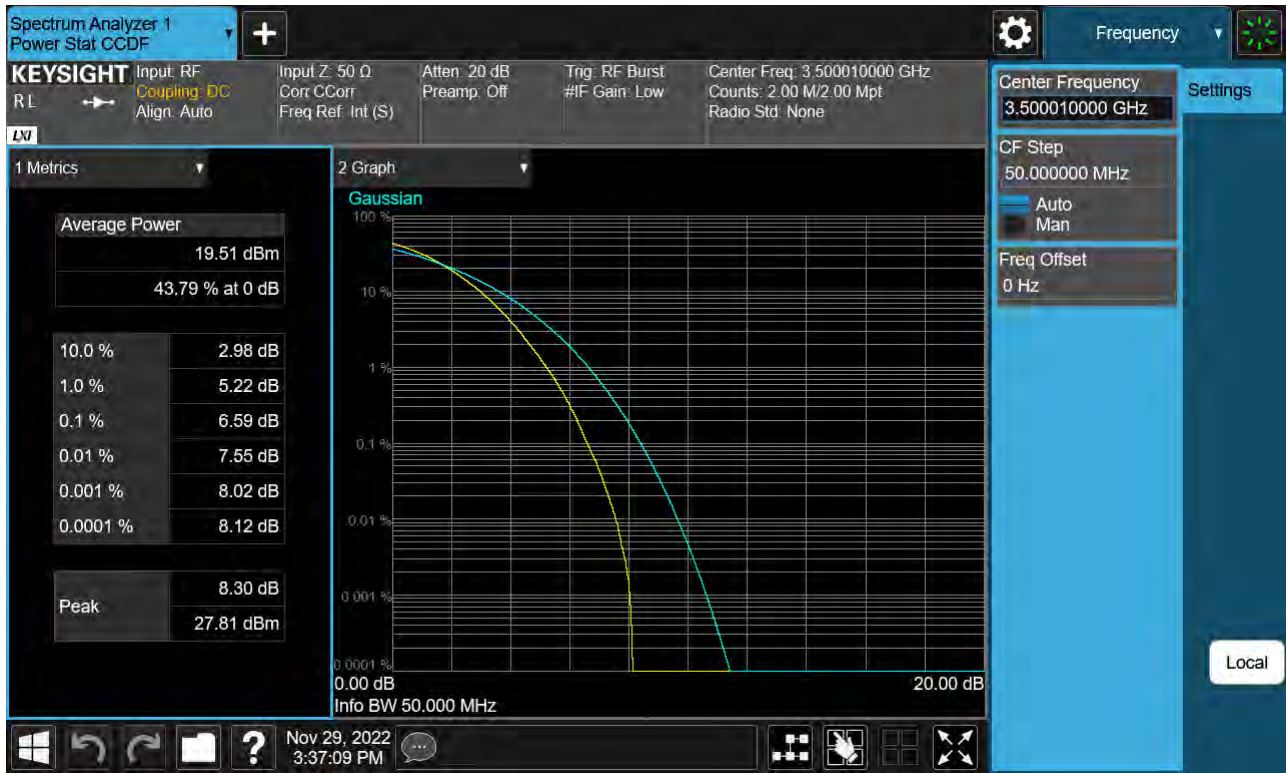 Spectrum Analyzer 1
Power Stat CCDF
Frequency
KEYSIGHT
RL
LXI
Input: RF
Coupling: DC
Align: Auto
Input Z: 50 Ω
Corr CCorr
Freq Ref: Int (S)
Atten: 20 dB
Preamp: Off
Trig: RF Burst
#IF Gain: Low
Center Freq: 3.500010000 GHz
Counts: 2.00 M/2.00 Mpt
Radio Std: None
Center Frequency
3.500010000 GHz
Settings
CF Step
50.000000 MHz
Auto
Man
Freq Offset
0 Hz
1 Metrics
Average Power
19.51 dBm
43.79 % at 0 dB
10.0 % 2.98 dB
1.0 % 5.22 dB
0.1 % 6.59 dB
0.01 % 7.55 dB
0.001 % 8.02 dB
0.0001 % 8.12 dB
Peak
8.30 dB
27.81 dBm
2 Graph
Gaussian
100 %
10 %
1 %
0.1 %
0.01 %
0.001 %
0.0001 %
0.00 dB
20.00 dB
Info BW 50.000 MHz
Local
?
Nov 29, 2022
3:37:09 PM